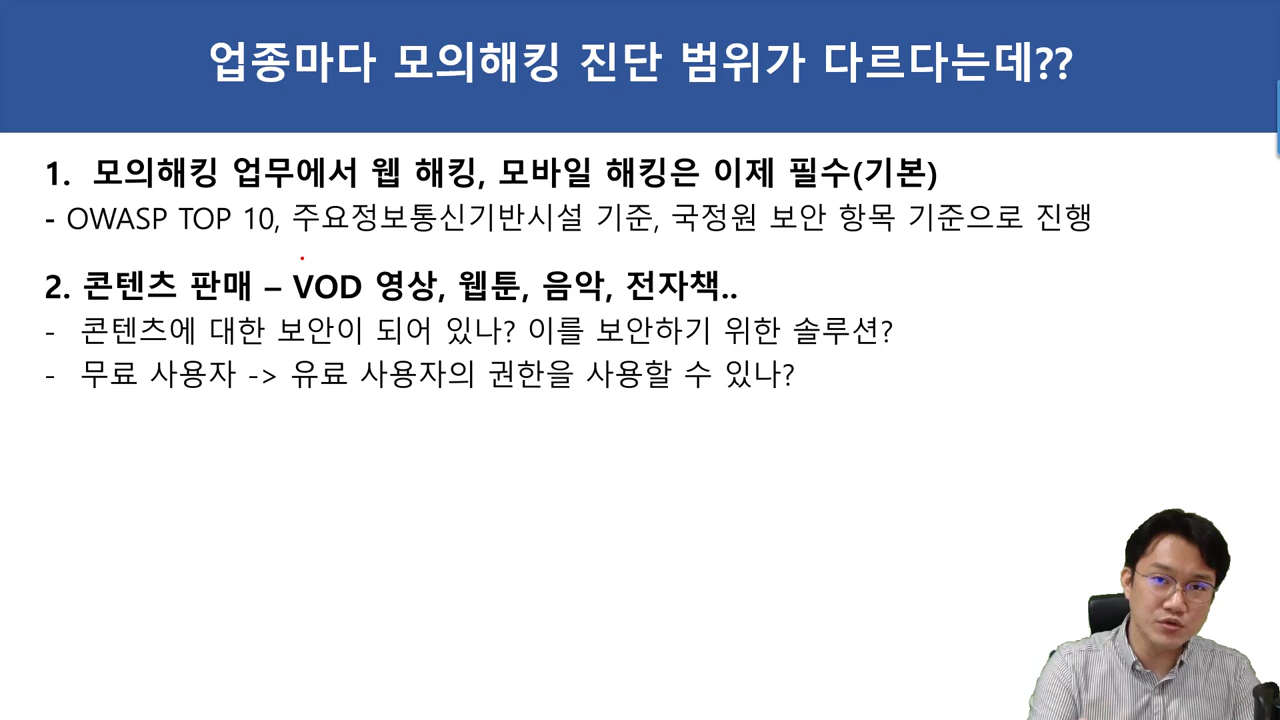 업종마다 모의해킹 진단 범위가 다르다는데??
1. 모의해킹 업무에서 웹 해킹, 모바일 해킹은 이제 필수(기본)
- OWASP TOP 10, 주요정보통신기반시설 기준, 국정원 보안 항목 기준으로 진행
2. 콘텐츠 판매 – VOD 영상, 웹툰, 음악, 전자책..
- 콘텐츠에 대한 보안이 되어 있나? 이를 보안하기 위한 솔루션?
- 무료 사용자 -> 유료 사용자의 권한을 사용할 수 있나?